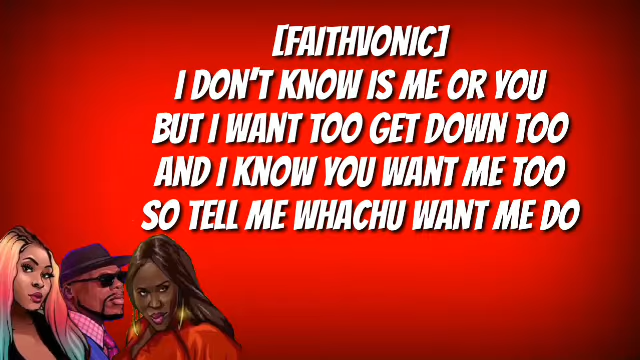 [FAITHVONIC]
I DON'T KNOW IS ME OR YOU
BUT I WANT TOO GET DOWN TOO
AND I KNOW YOU WANT ME TOO
SO TELL ME WHACHU WANT ME DO